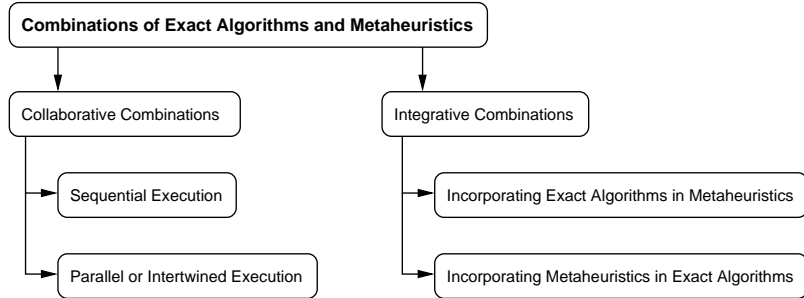 Combinations of Exact Algorithms and Metaheuristics
Collaborative Combinations
Integrative Combinations
Sequential Execution
Incorporating Exact Algorithms in Metaheuristics
Parallel or Intertwined Execution
Incorporating Metaheuristics in Exact Algorithms